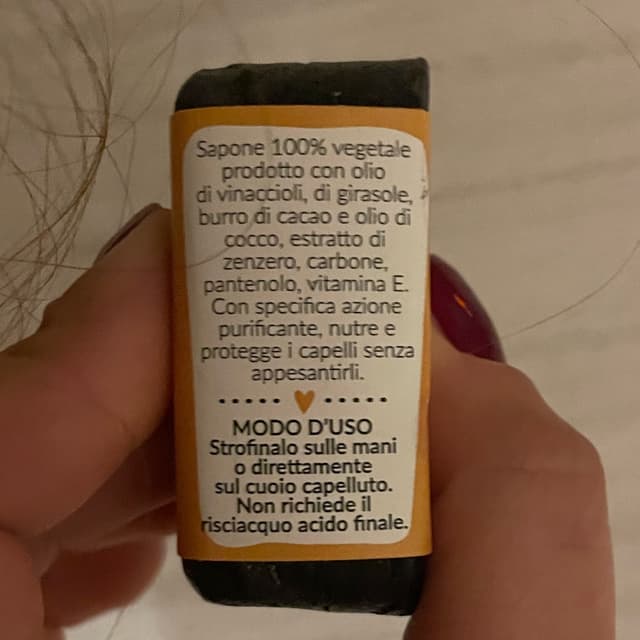 Sapone 100% vegetale
prodotto con olio
di vinaccioli, di girasole,
burro di cacao e olio di
cocco, estratto di
zenzero, carbone,
pantenolo, vitamina E.
Con specifica azione
purificante, nutre e
protegge i capelli senza
appesantirli.
MODO D'USO
Strofinalo sulle mani
o direttamente
sul cuoio capelluto.
Non richiede il
risciacquo acido finale.